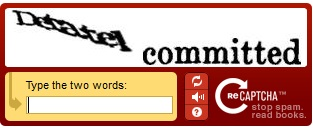 committed
Type the two words:
ReCAPTCHA™
stop spam.
read books.
?